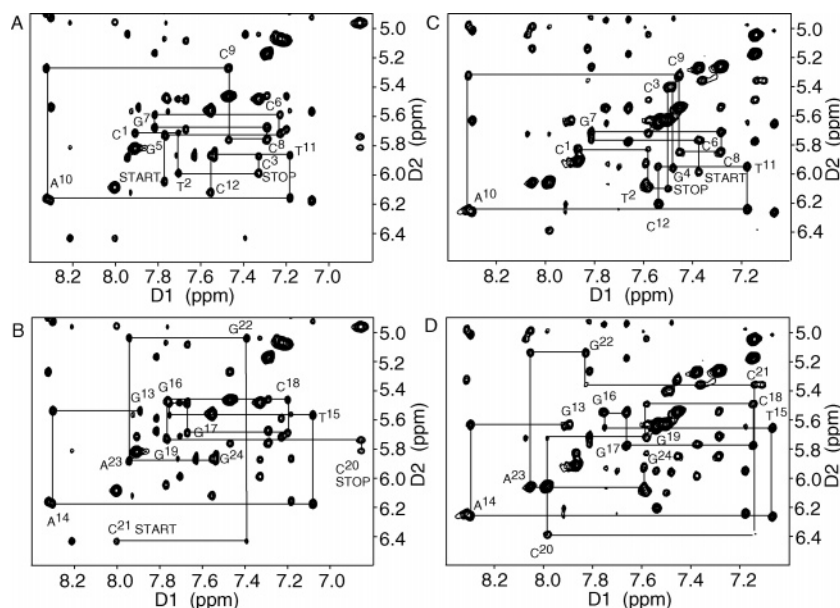 A
C⁹
G⁷
C⁶
C¹
G⁵
C⁸
T¹¹
START
C³
T²
C¹²
STOP
A¹⁰
5.0
5.2
5.4
5.6
5.8
6.0
6.2
6.4
D2 (ppm)
8.2 8.0 7.8 7.6 7.4 7.2 7.0
D1 (ppm)
C
C⁹
C³
G⁷
C¹
C⁶
C⁸
T¹¹
G⁴
START
T²
STOP
A¹⁰
C¹²
5.0
5.2
5.4
5.6
5.8
6.0
6.2
6.4
D2 (ppm)
8.2 8.0 7.8 7.6 7.4 7.2
D1 (ppm)
B
G²²
G¹³
G¹⁶
C¹⁸
T¹⁵
G¹⁷
G¹⁹
G²⁴
C²⁰
STOP
A²³
A¹⁴
C²¹ START
5.0
5.2
5.4
5.6
5.8
6.0
6.2
6.4
D2 (ppm)
8.2 8.0 7.8 7.6 7.4 7.2 7.0
D1 (ppm)
D
G²²
C²¹
G¹³
G¹⁶
C¹⁸
T¹⁵
G¹⁹
G¹⁷
G²⁴
A²³
A¹⁴
C²⁰
5.0
5.2
5.4
5.6
5.8
6.0
6.2
6.4
D2 (ppm)
8.2 8.0 7.8 7.6 7.4 7.2
D1 (ppm)